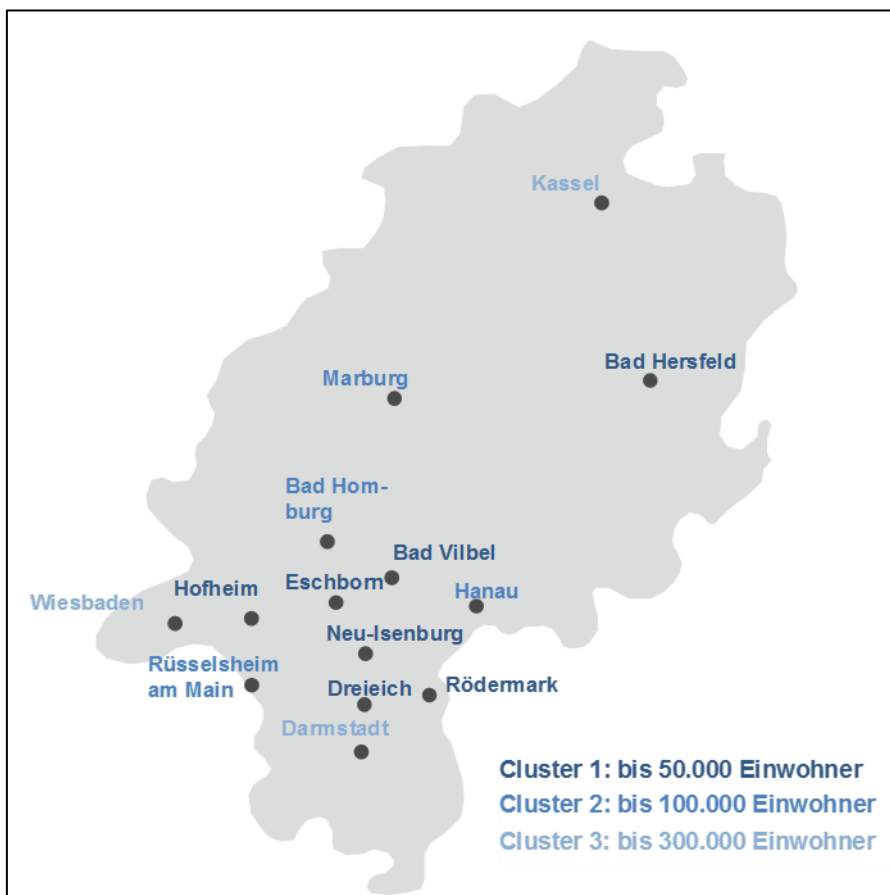 Kassel
Bad Hersfeld
Marburg
Bad Hom-
burg
Bad Vilbel
Eschborn
Hofheim
Hanau
Wiesbaden
Neu-Isenburg
Rüsselsheim
am Main
Dreieich
Rödermark
Darmstadt
Cluster 1: bis 50.000 Einwohner
Cluster 2: bis 100.000 Einwohner
Cluster 3: bis 300.000 Einwohner